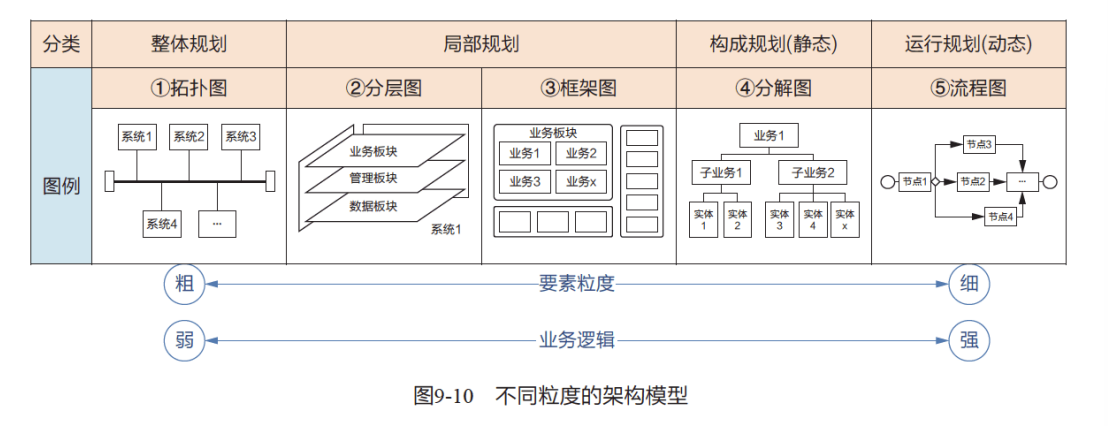 分类 整体规划 局部规划 构成规划(静态) 运行规划(动态)
图例 ①拓扑图 ②分层图 ③框架图 ④分解图 ⑤流程图
系统1 系统2 系统3
系统4 ...
业务板块
管理板块
数据板块
系统1
业务板块
业务1 业务2
业务3 业务x
业务1
子业务1 子业务2
实体1 实体2 实体3 实体4 实体x
节点3
节点1 节点2 ...
节点4
粗 要素粒度 细
弱 业务逻辑 强
图9-10 不同粒度的架构模型